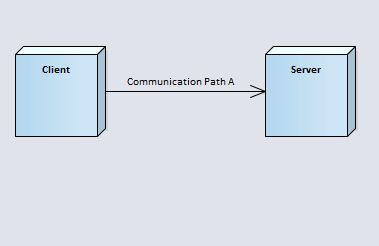 Client
Communication Path A
Server